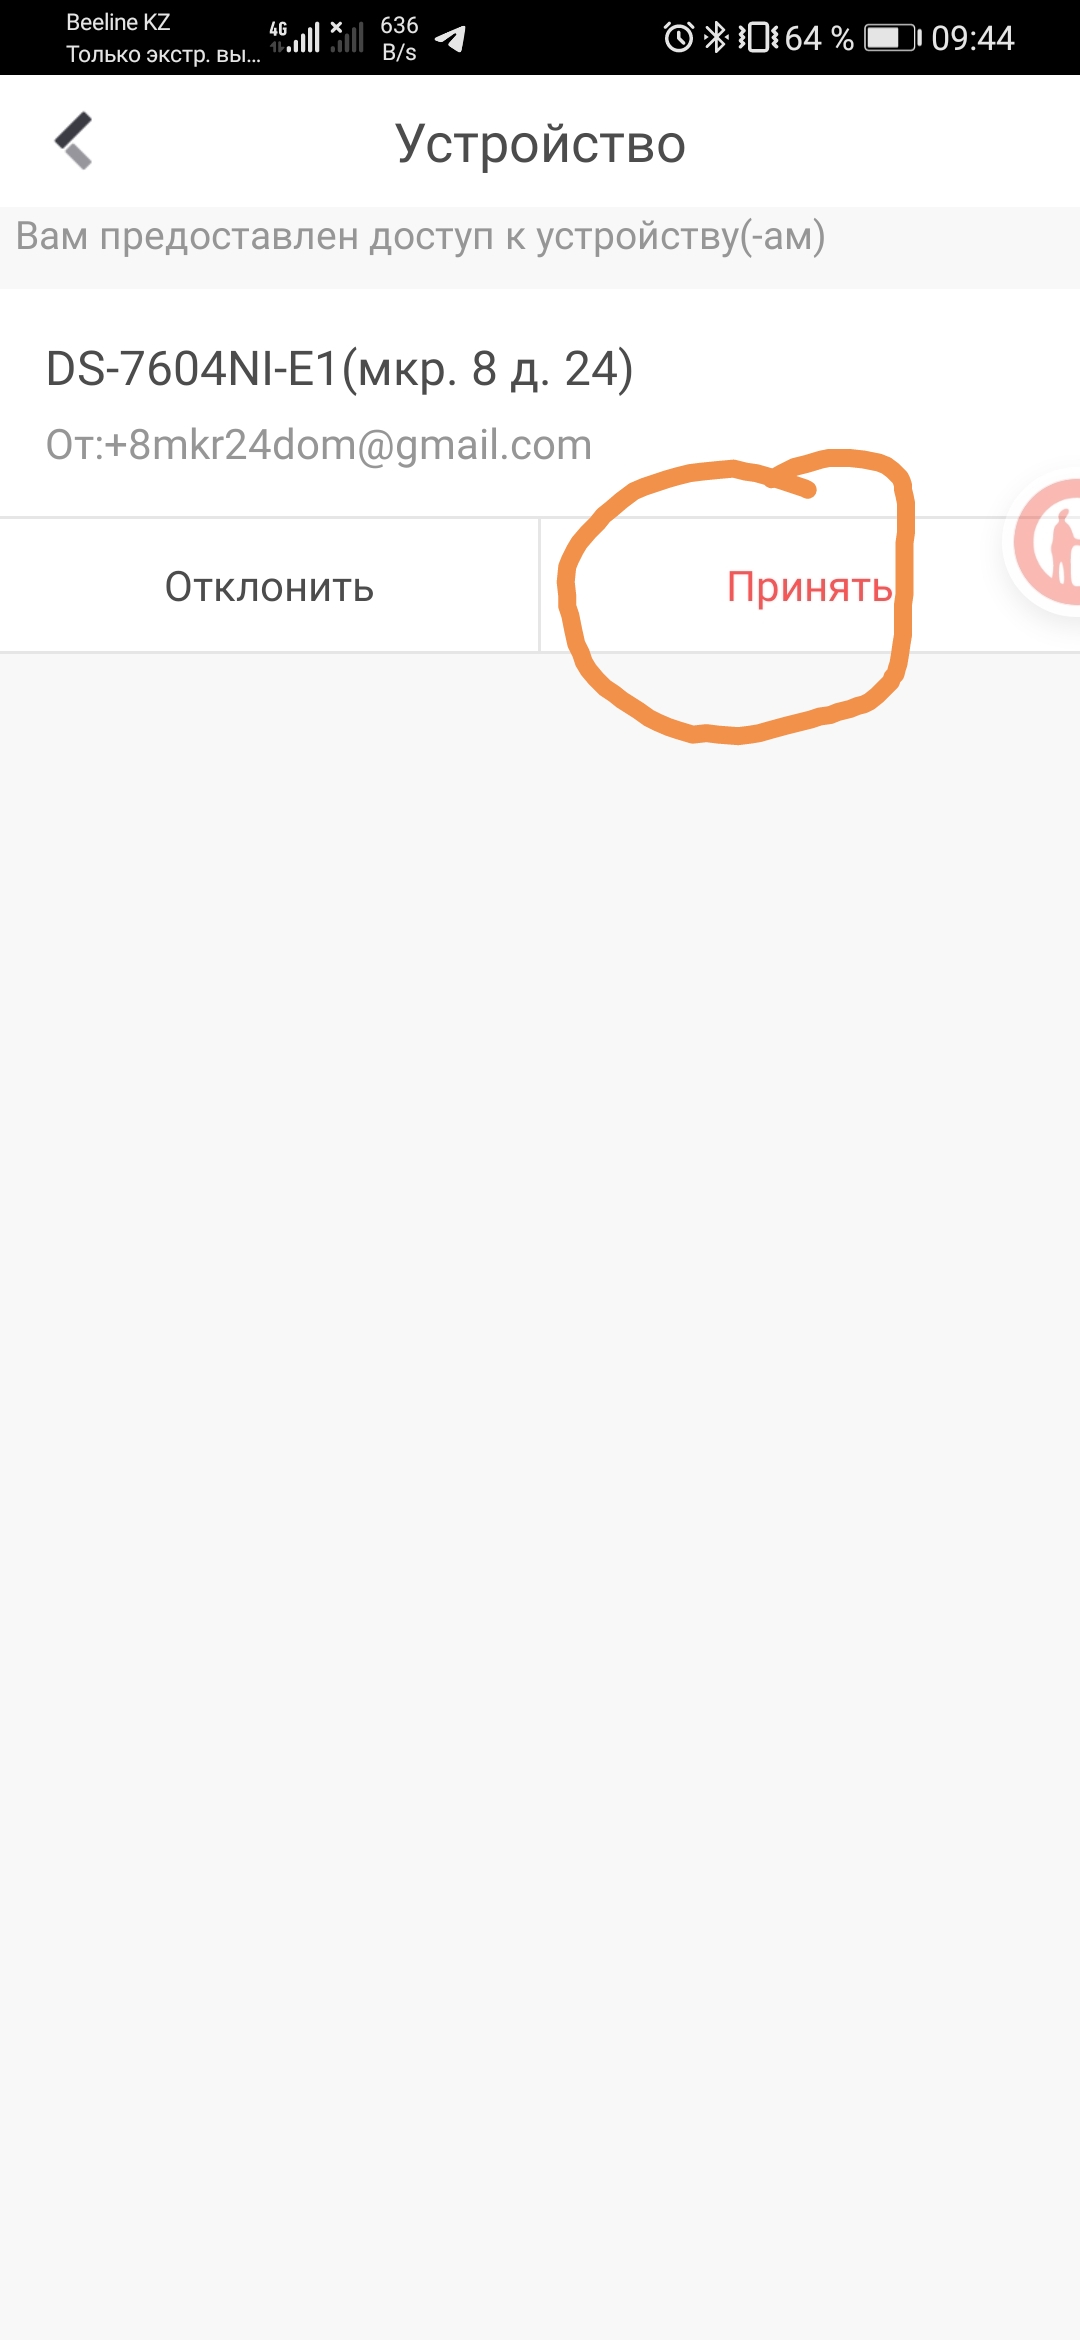 Beeline KZ
Только экстр. вы...
4G
636
B/s
64 %
09:44
Устройство
Вам предоставлен доступ к устройству(-ам)
DS-7604NI-E1(мкр. 8 д. 24)
От:+8mkr24dom@gmail.com
Отклонить
Принять